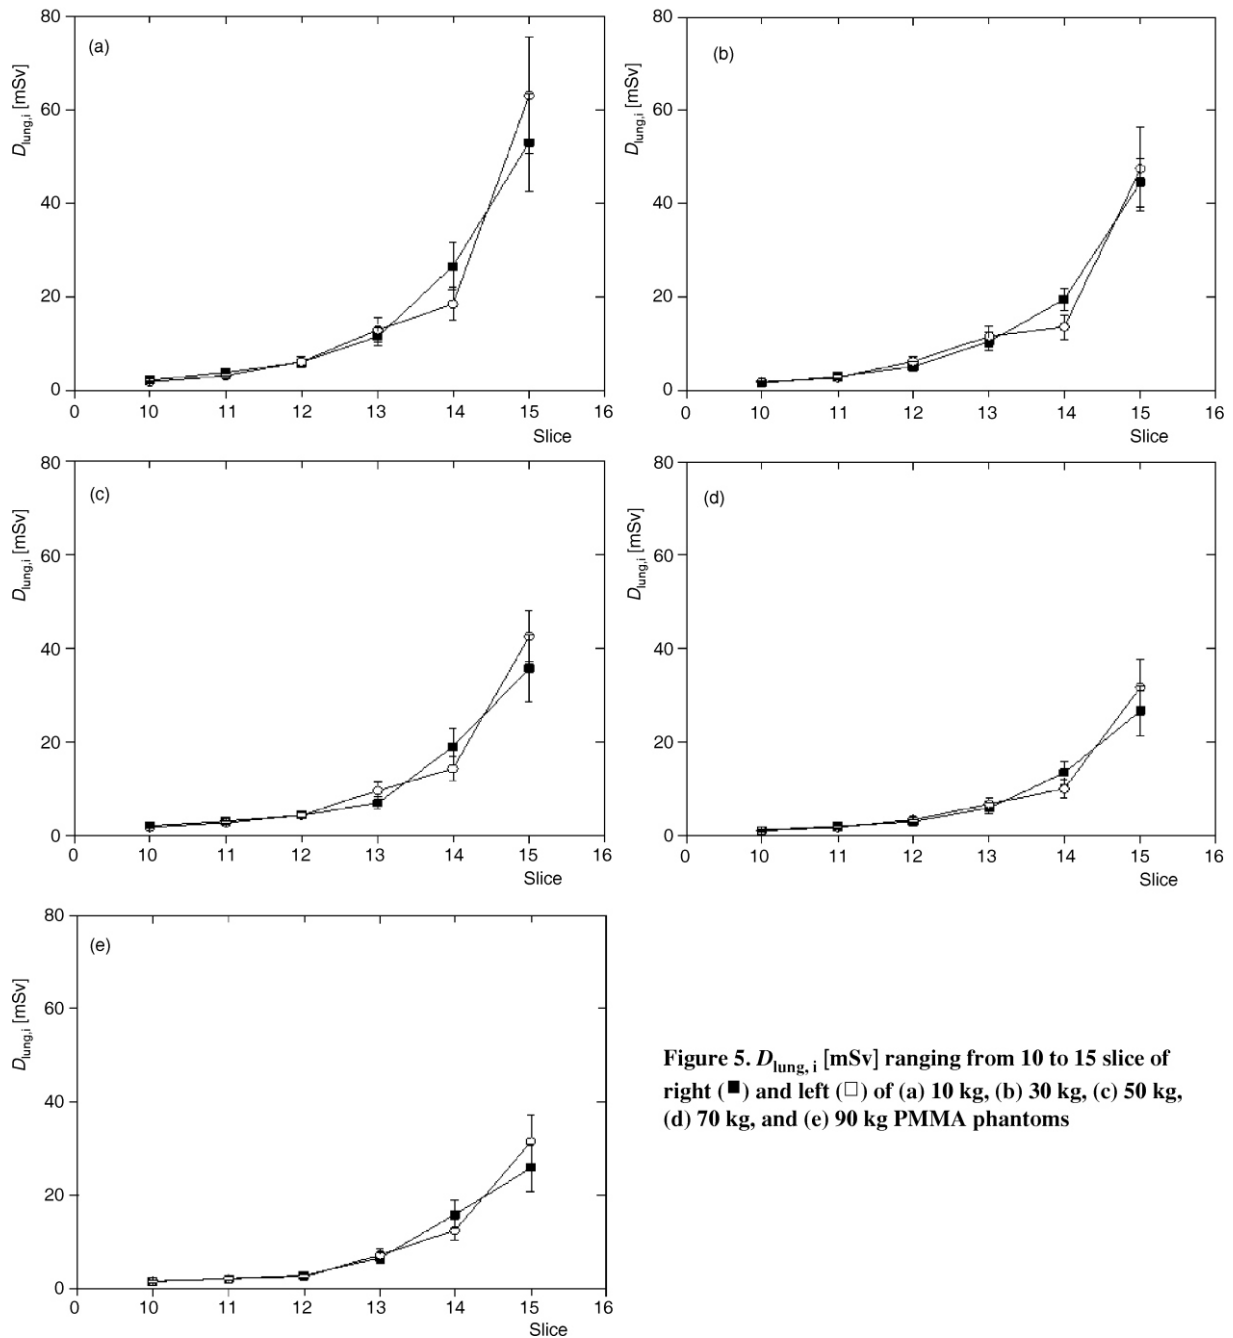 (a)
D_lung,i [mSv]
80
60
40
20
0
0 10 11 12 13 14 15 16
Slice
(b)
D_lung,i [mSv]
80
60
40
20
0
0 10 11 12 13 14 15 16
Slice
(c)
D_lung,i [mSv]
80
60
40
20
0
0 10 11 12 13 14 15 16
Slice
(d)
D_lung,i [mSv]
80
60
40
20
0
0 10 11 12 13 14 15 16
Slice
(e)
D_lung,i [mSv]
80
60
40
20
0
0 10 11 12 13 14 15 16
Slice
Figure 5. D_lung, i [mSv] ranging from 10 to 15 slice of
right (■) and left (□) of (a) 10 kg, (b) 30 kg, (c) 50 kg,
(d) 70 kg, and (e) 90 kg PMMA phantoms